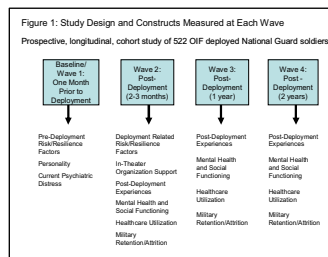 Figure 1: Study Design and Constructs Measured at Each Wave
Prospective, longitudinal, cohort study of 522 OIF deployed National Guard soldiers
Baseline/
Wave 1:
One Month
Prior to
Deployment
Wave 2:
Post-
Deployment
(2-3 months)
Wave 3:
Post-
Deployment
(1 year)
Wave 4:
Post -
Deployment
(2 years)
Pre-Deployment
Risk/Resilience
Factors
Personality
Current Psychiatric
Distress
Deployment Related
Risk/Resilience
Factors
In-Theater
Organization Support
Post-Deployment
Experiences
Mental Health and
Social Functioning
Healthcare Utilization
Military
Retention/Attrition
Post-Deployment
Experiences
Mental Health
and Social
Functioning
Healthcare
Utilization
Military
Retention/Attrition
Post-Deployment
Experiences
Mental Health
and Social
Functioning
Healthcare
Utilization
Military
Retention/Attrition